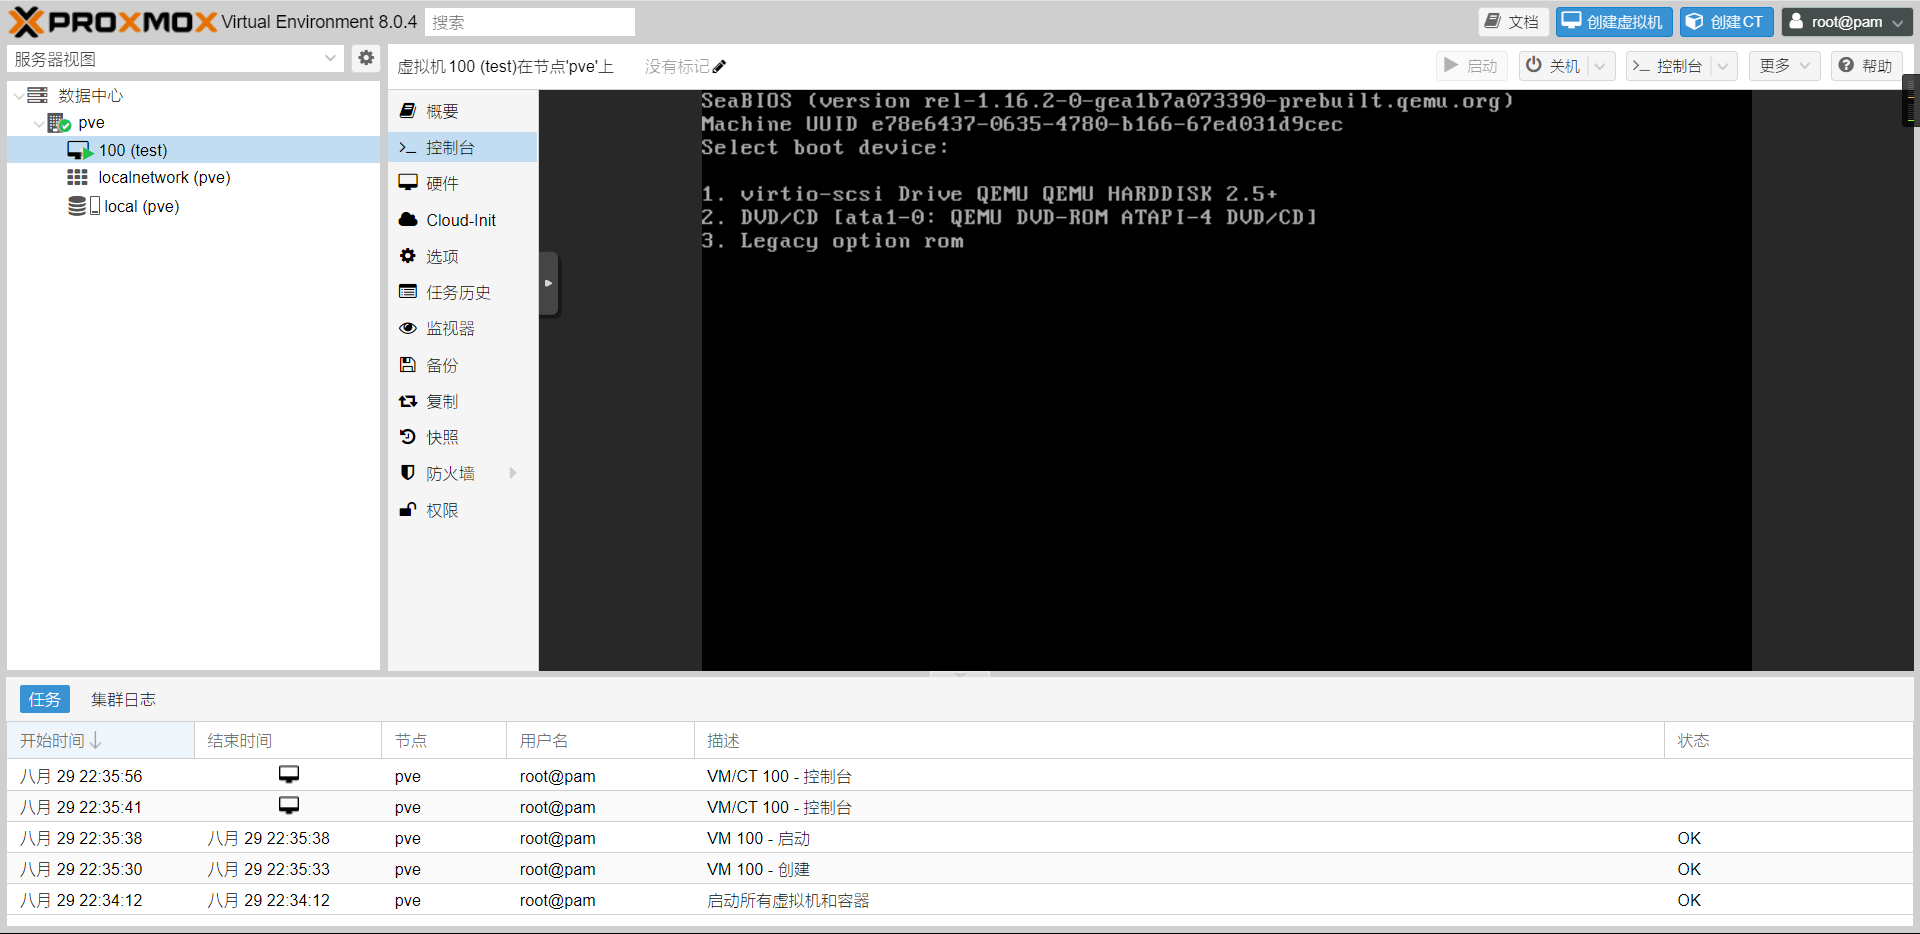 PROXMOX Virtual Environment 8.0.4 搜索 文档 创建虚拟机 创建CT root@pam
服务器视图
虚拟机 100 (test)在节点'pve'上 没有标记 启动 关机 控制台 更多 帮助
数据中心
pve
100 (test)
localnetwork (pve)
local (pve)
概要
控制台
硬件
Cloud-Init
选项
任务历史
监视器
备份
复制
快照
防火墙
权限
SeaBIOS (version rel-1.16.2-0-gea1b7a073390-prebuilt.qemu.org)
Machine UUID e78e6437-0635-4780-b166-67ed031d9cec
Select boot device:
1. virtio-scsi Drive QEMU QEMU HARDDISK 2.5+
2. DVD/CD [ata1-0: QEMU DVD-ROM ATAPI-4 DVD/CD]
3. Legacy option rom
任务 集群日志
开始时间 结束时间 节点 用户名 描述 状态
八月 29 22:35:56 pve root@pam VM/CT 100 - 控制台
八月 29 22:35:41 pve root@pam VM/CT 100 - 控制台
八月 29 22:35:38 八月 29 22:35:38 pve root@pam VM 100 - 启动 OK
八月 29 22:35:30 八月 29 22:35:33 pve root@pam VM 100 - 创建 OK
八月 29 22:34:12 八月 29 22:34:12 pve root@pam 启动所有虚拟机和容器 OK